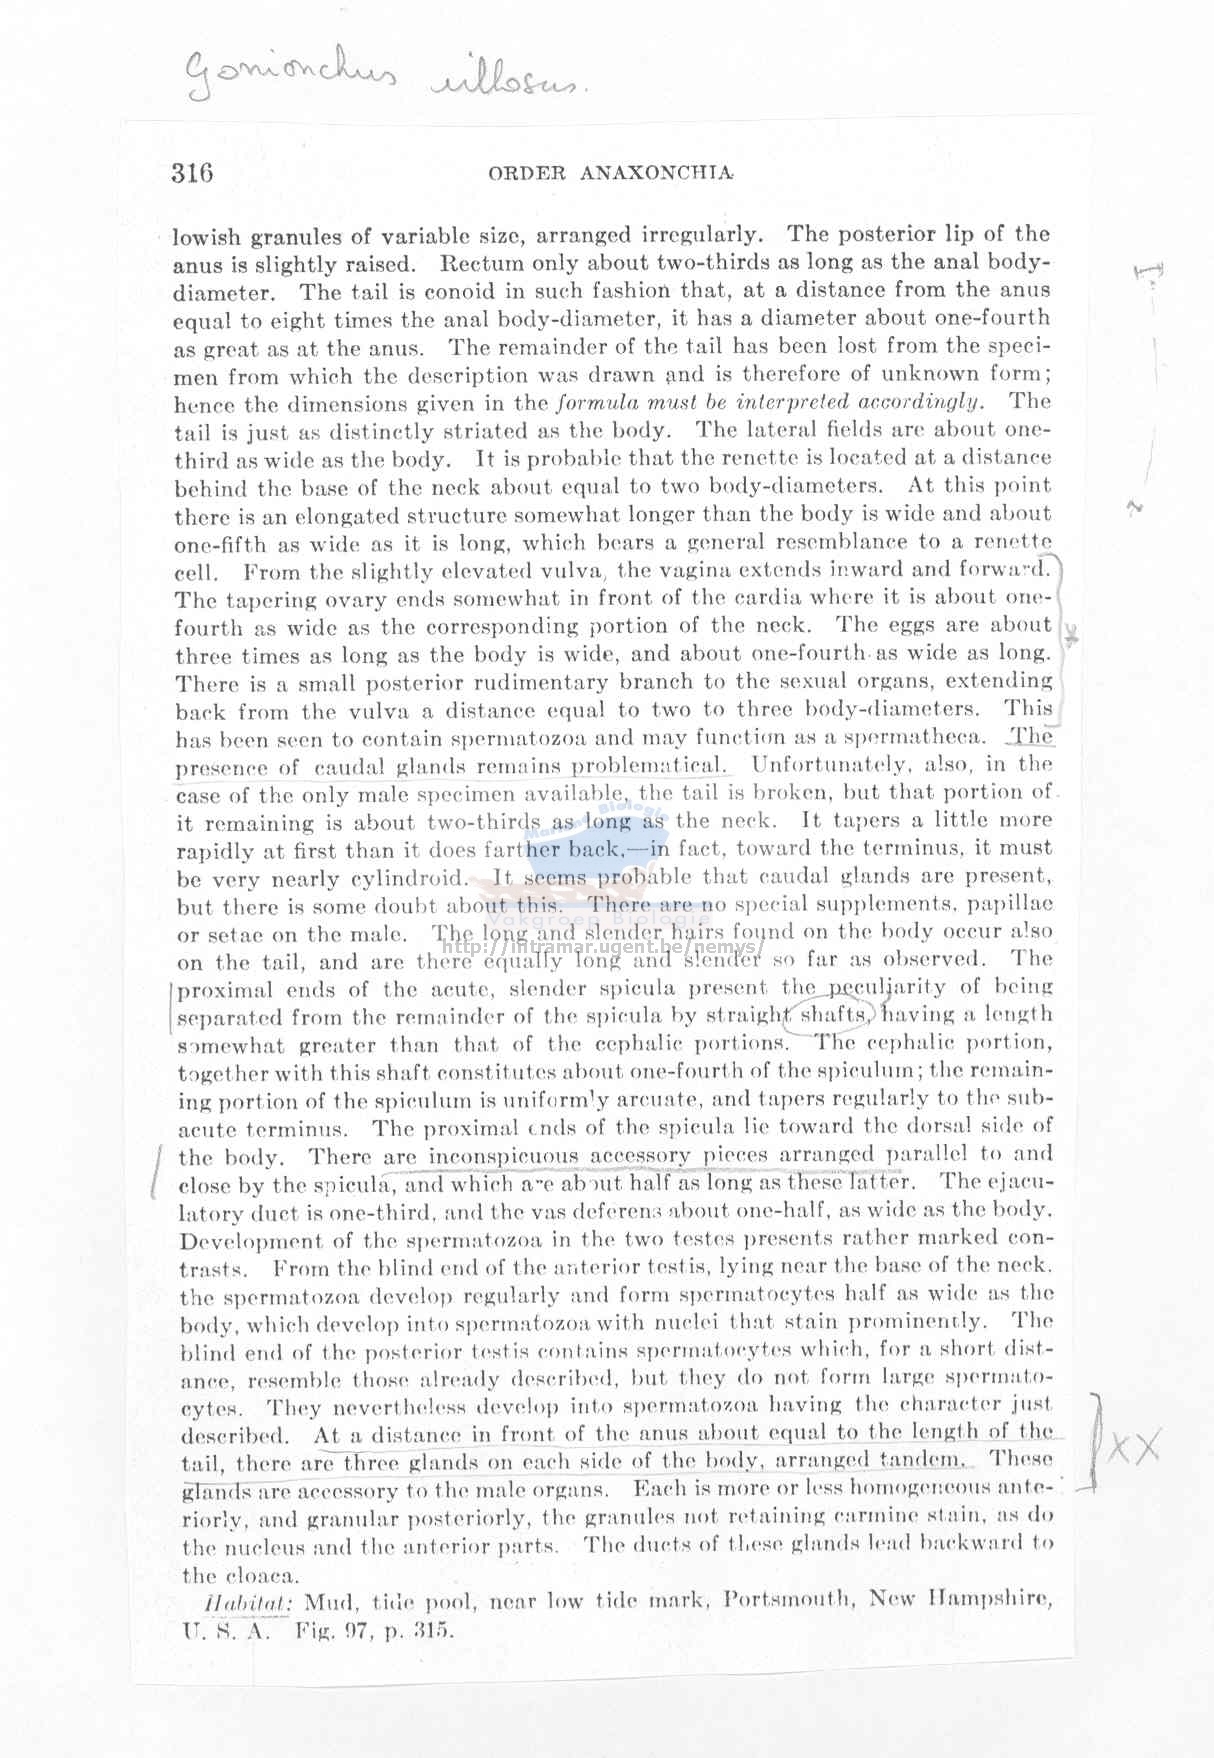 Gonionchus villosus.
316 ORDER ANAXONCHIA
lowish granules of variable size, arranged irregularly. The posterior lip of the
anus is slightly raised. Rectum only about two-thirds as long as the anal body-
diameter. The tail is conoid in such fashion that, at a distance from the anus
equal to eight times the anal body-diameter, it has a diameter about one-fourth
as great as at the anus. The remainder of the tail has been lost from the speci-
men from which the description was drawn and is therefore of unknown form;
hence the dimensions given in the formula must be interpreted accordingly. The
tail is just as distinctly striated as the body. The lateral fields are about one-
third as wide as the body. It is probable that the renette is located at a distance
behind the base of the neck about equal to two body-diameters. At this point
there is an elongated structure somewhat longer than the body is wide and about
one-fifth as wide as it is long, which bears a general resemblance to a renette
cell. From the slightly elevated vulva, the vagina extends inward and forward.
The tapering ovary ends somewhat in front of the cardia where it is about one-
fourth as wide as the corresponding portion of the neck. The eggs are about
three times as long as the body is wide, and about one-fourth as wide as long.
There is a small posterior rudimentary branch to the sexual organs, extending
back from the vulva a distance equal to two to three body-diameters. This
has been seen to contain spermatozoa and may function as a spermatheca. The
presence of caudal glands remains problematical. Unfortunately, also, in the
case of the only male specimen available, the tail is broken, but that portion of
it remaining is about two-thirds as long as the neck. It tapers a little more
rapidly at first than it does farther back,—in fact, toward the terminus, it must
be very nearly cylindroid. It seems probable that caudal glands are present,
but there is some doubt about this. There are no special supplements, papillae
Vakgroep Biologie
or setae on the male. The long and slender hairs found on the body occur also
http://intramar.ugent.be/nemys/
on the tail, and are there equally long and slender so far as observed. The
proximal ends of the acute, slender spicula present the peculiarity of being
separated from the remainder of the spicula by straight shafts, having a length
somewhat greater than that of the cephalic portions. The cephalic portion,
together with this shaft constitutes about one-fourth of the spiculum; the remain-
ing portion of the spiculum is uniformly arcuate, and tapers regularly to the sub-
acute terminus. The proximal ends of the spicula lie toward the dorsal side of
the body. There are inconspicuous accessory pieces arranged parallel to and
close by the spicula, and which are about half as long as these latter. The ejacu-
latory duct is one-third, and the vas deferens about one-half, as wide as the body.
Development of the spermatozoa in the two testes presents rather marked con-
trasts. From the blind end of the anterior testis, lying near the base of the neck.
the spermatozoa develop regularly and form spermatocytes half as wide as the
body, which develop into spermatozoa with nuclei that stain prominently. The
blind end of the posterior testis contains spermatocytes which, for a short dist-
ance, resemble those already described, but they do not form large spermato-
cytes. They nevertheless develop into spermatozoa having the character just
described. At a distance in front of the anus about equal to the length of the
tail, there are three glands on each side of the body, arranged tandem. These
XX
glands are accessory to the male organs. Each is more or less homogeneous ante-
riorly, and granular posteriorly, the granules not retaining carmine stain, as do
the nucleus and the anterior parts. The ducts of these glands lead backward to
the cloaca.
Habitat: Mud, tide pool, near low tide mark, Portsmouth, New Hampshire,
U. S. A. Fig. 97, p. 315.